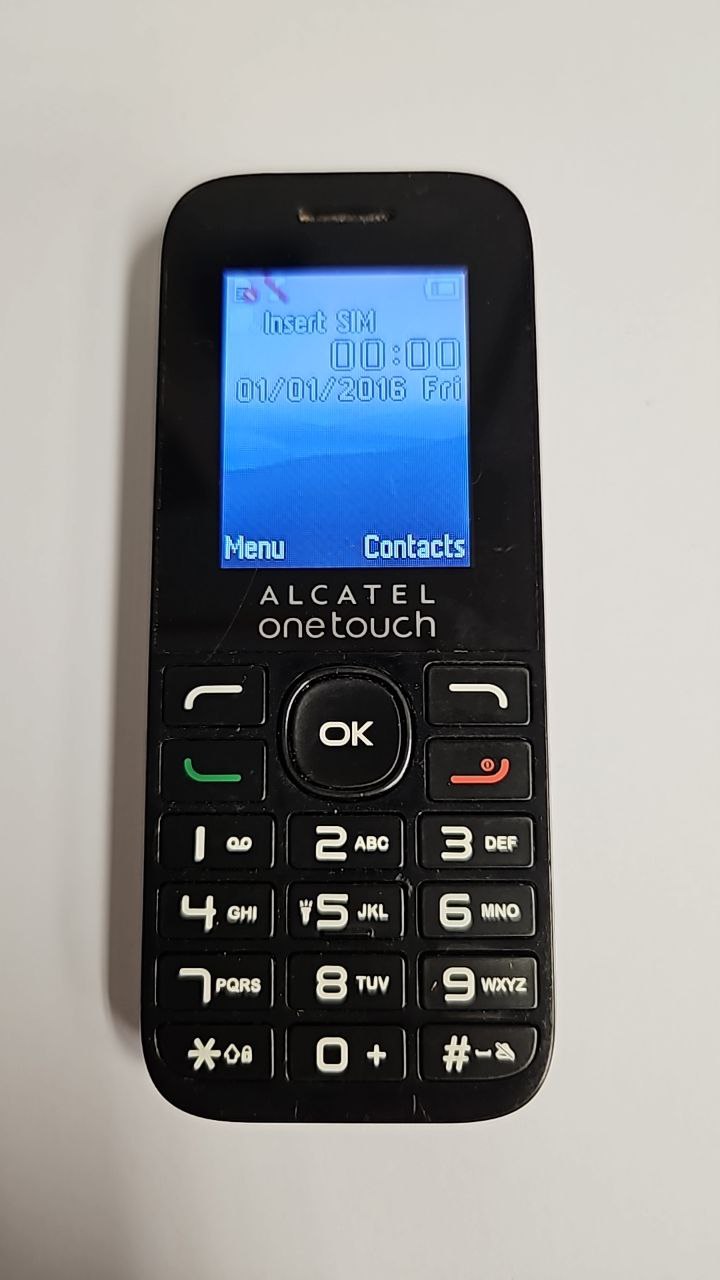 Insert SIM
00:00
01/01/2016 Fri
Menu Contacts
ALCATEL
onetouch
OK
1 2 ABC 3 DEF
4 GHI 5 JKL 6 MNO
7 PQRS 8 TUV 9 WXYZ
* 0 + # -